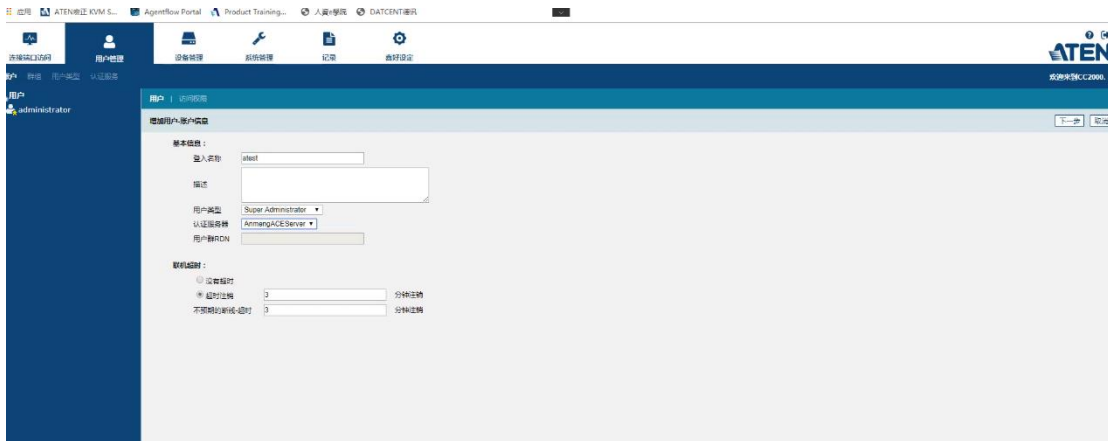 应用 ATEN宏正 KVM S... Agentflow Portal Product Training... 人資e學院 DATCENT通訊
连接端口访问 用户管理 设备管理 系统管理 记录 喜好设定
ATEN
群组 用户类型 认证服务 欢迎来到CC2000,
用户
administrator
用户 | 访问权限
增加用户-账户信息 下一步 取消
基本信息：
登入名称 atest
描述
用户类型 Super Administrator
认证服务器 AnmengACEServer
用户群RDN
联机超时：
没有超时
超时注销 3 分钟注销
不预期的断线-超时 3 分钟注销